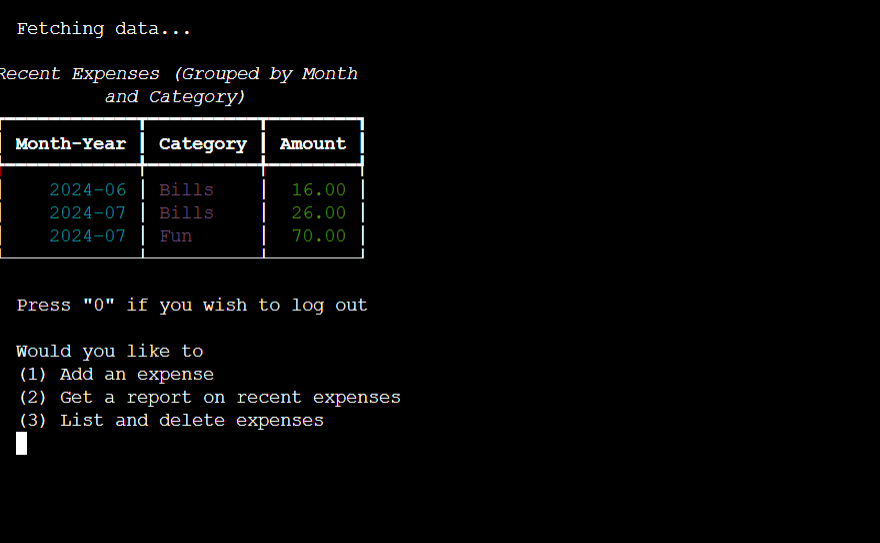 Fetching data...
Recent Expenses (Grouped by Month
and Category)
Month-Year Category Amount
2024-06 Bills 16.00
2024-07 Bills 26.00
2024-07 Fun 70.00
Press "0" if you wish to log out
Would you like to
(1) Add an expense
(2) Get a report on recent expenses
(3) List and delete expenses